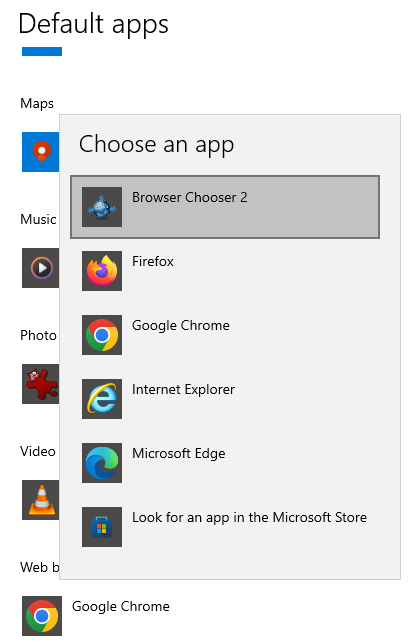 Default apps
Maps
Choose an app
Browser Chooser 2
Music
Firefox
Google Chrome
Photo
Internet Explorer
Video
Microsoft Edge
Look for an app in the Microsoft Store
Web b
Google Chrome